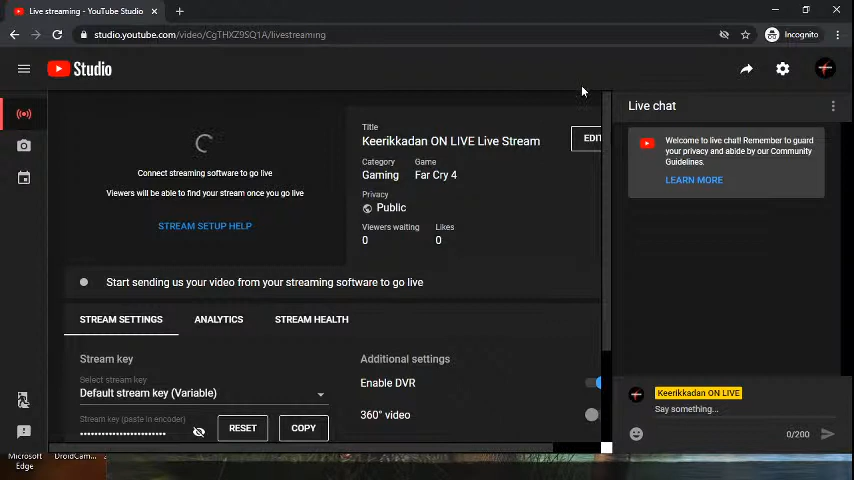 Live streaming - YouTube Studio
studio.youtube.com/video/CgTHXZ9SQ1A/livestreaming
Incognito
Studio
Connect streaming software to go live
Viewers will be able to find your stream once you go live
STREAM SETUP HELP
Title
Keerikkadan ON LIVE Live Stream
EDIT
Category
Game
Gaming
Far Cry 4
Privacy
Public
Viewers waiting
Likes
0
0
Start sending us your video from your streaming software to go live
STREAM SETTINGS
ANALYTICS
STREAM HEALTH
Stream key
Select stream key
Default stream key (Variable)
Stream key (paste in encoder)
••••••••••••••••••••••••
RESET
COPY
Additional settings
Enable DVR
360° video
Live chat
Welcome to live chat! Remember to guard
your privacy and abide by our Community
Guidelines.
LEARN MORE
Keerikkadan ON LIVE
Say something...
0/200
Microsoft
Edge
DroidCam...